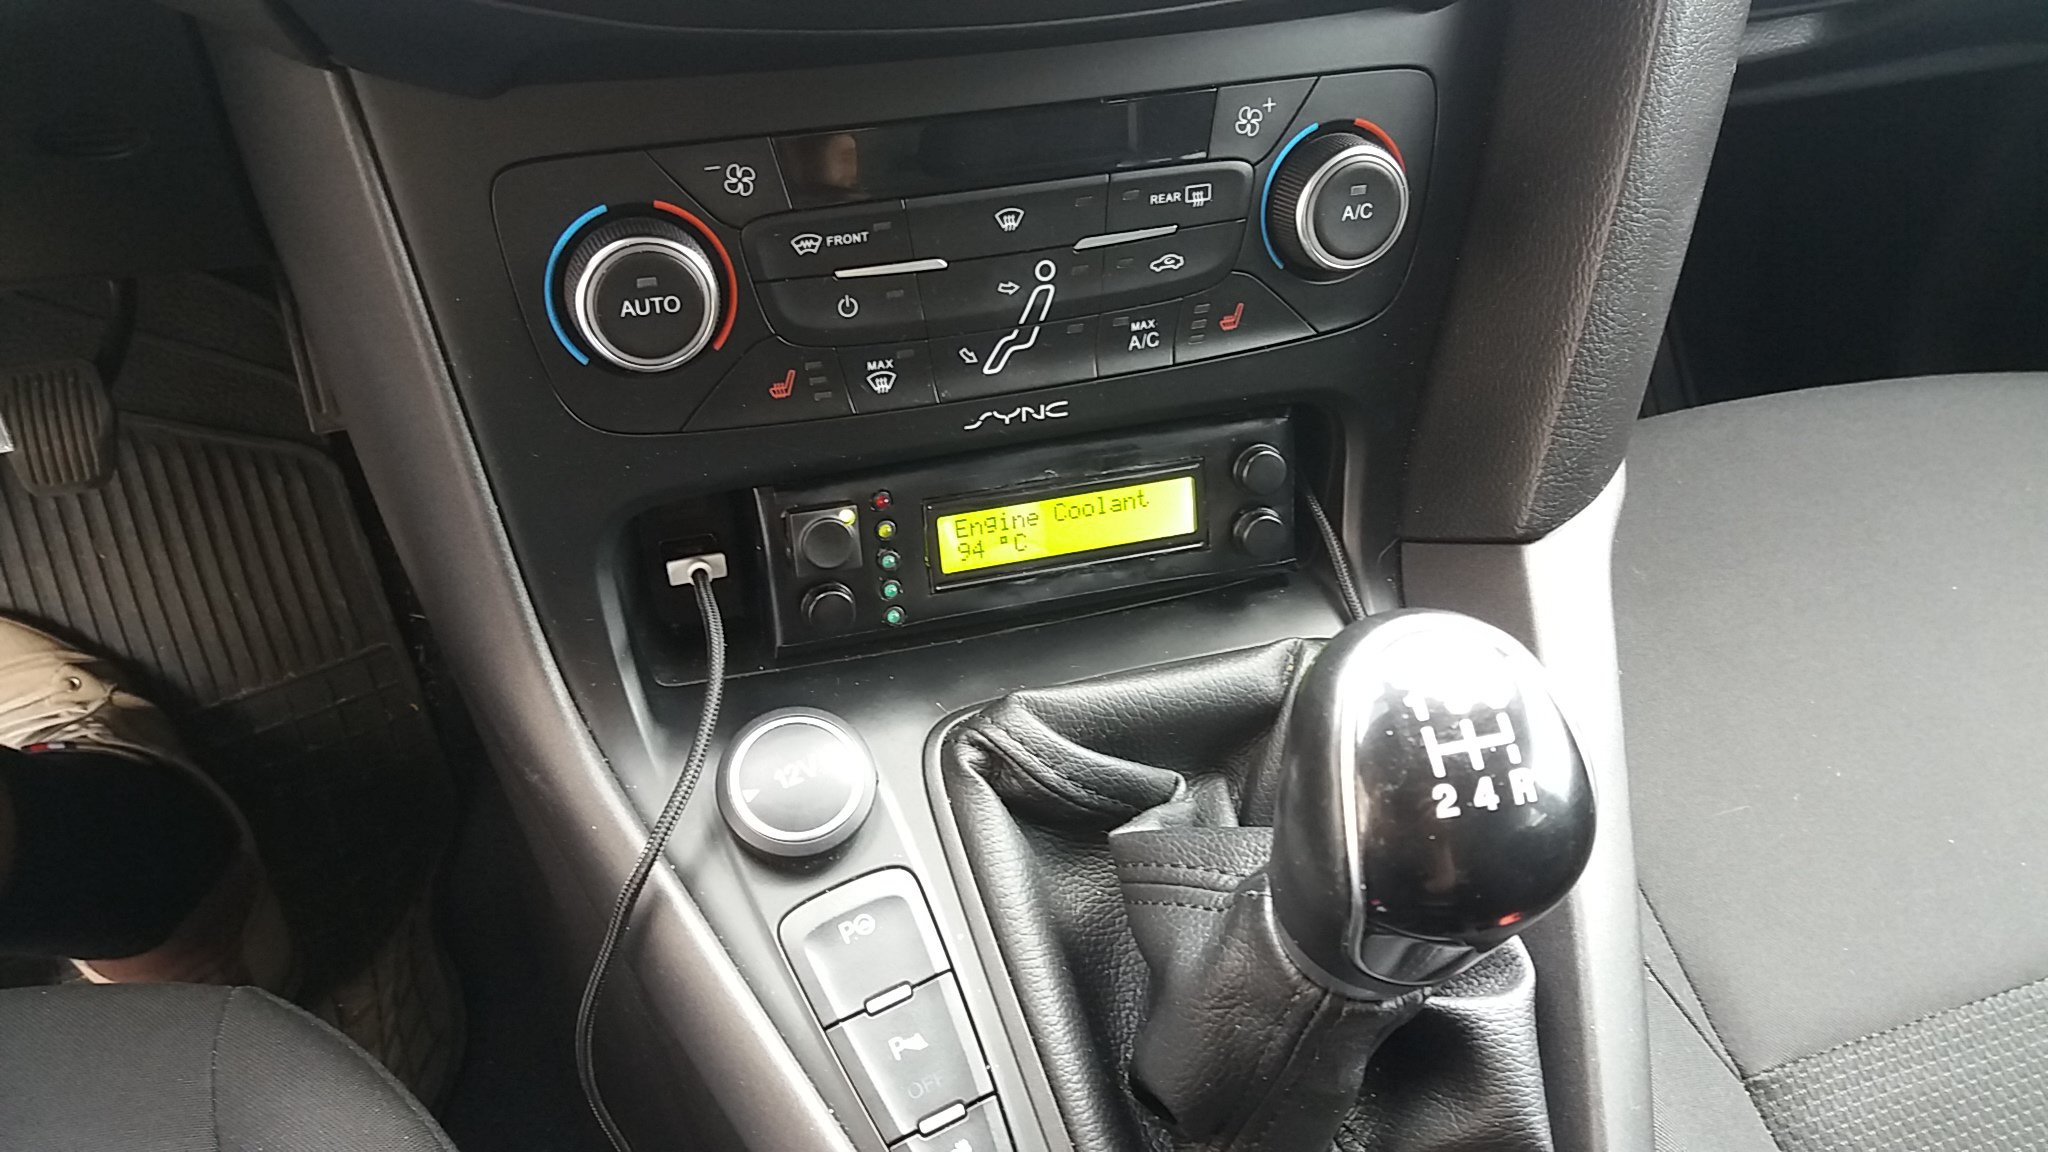 REAR
A/C
FRONT
AUTO
MAX
A/C
MAX
SYNC
Engine Coolant
94 °C
12V
2 4 R
P
P
OFF